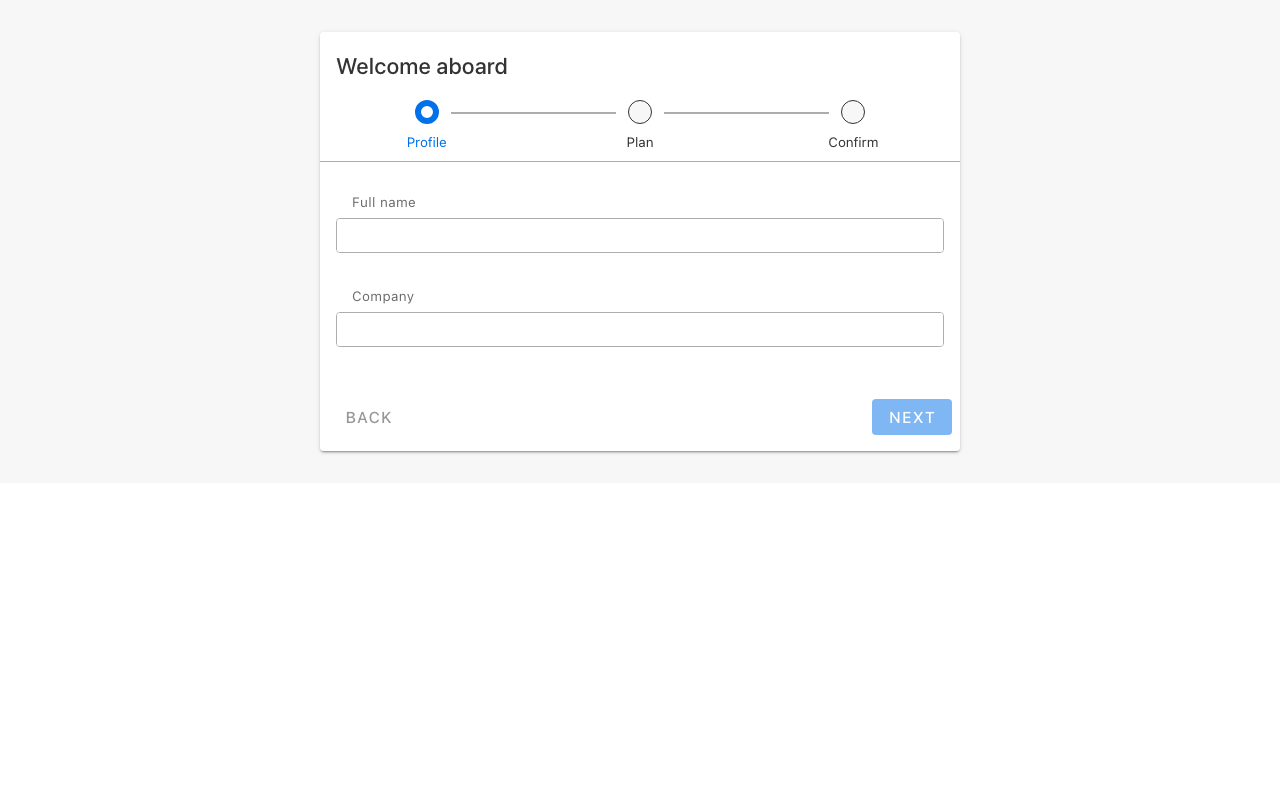 Welcome aboard
Profile
Plan
Confirm
Full name
Company
BACK
NEXT